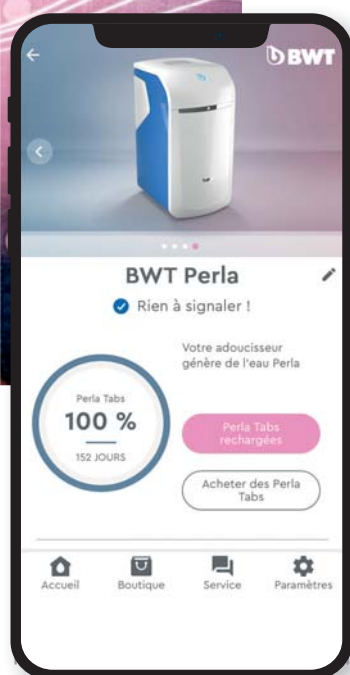 BWT
BWT Perla
Rien à signaler !
Votre adoucisseur
génère de l'eau Perla
Perla Tabs
100 %
152 JOURS
Perla Tabs
rechargées
Acheter des Perla
Tabs
Accueil
Boutique
Service
Paramètres